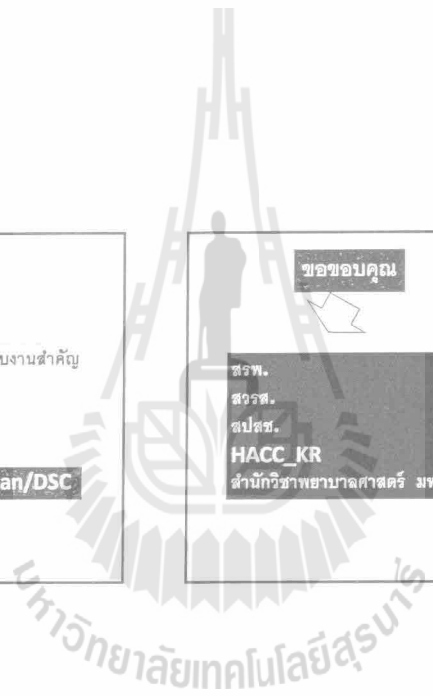 บงานสำคัญ
an/DSC
ขอขอบคุณ
สรพ.
สวรส.
สปสช.
HACC_KR
สำนักวิชาพยาบาลศาสตร์ มท
มหาวิทยาลัยเทคโนโลยีสุรนารี